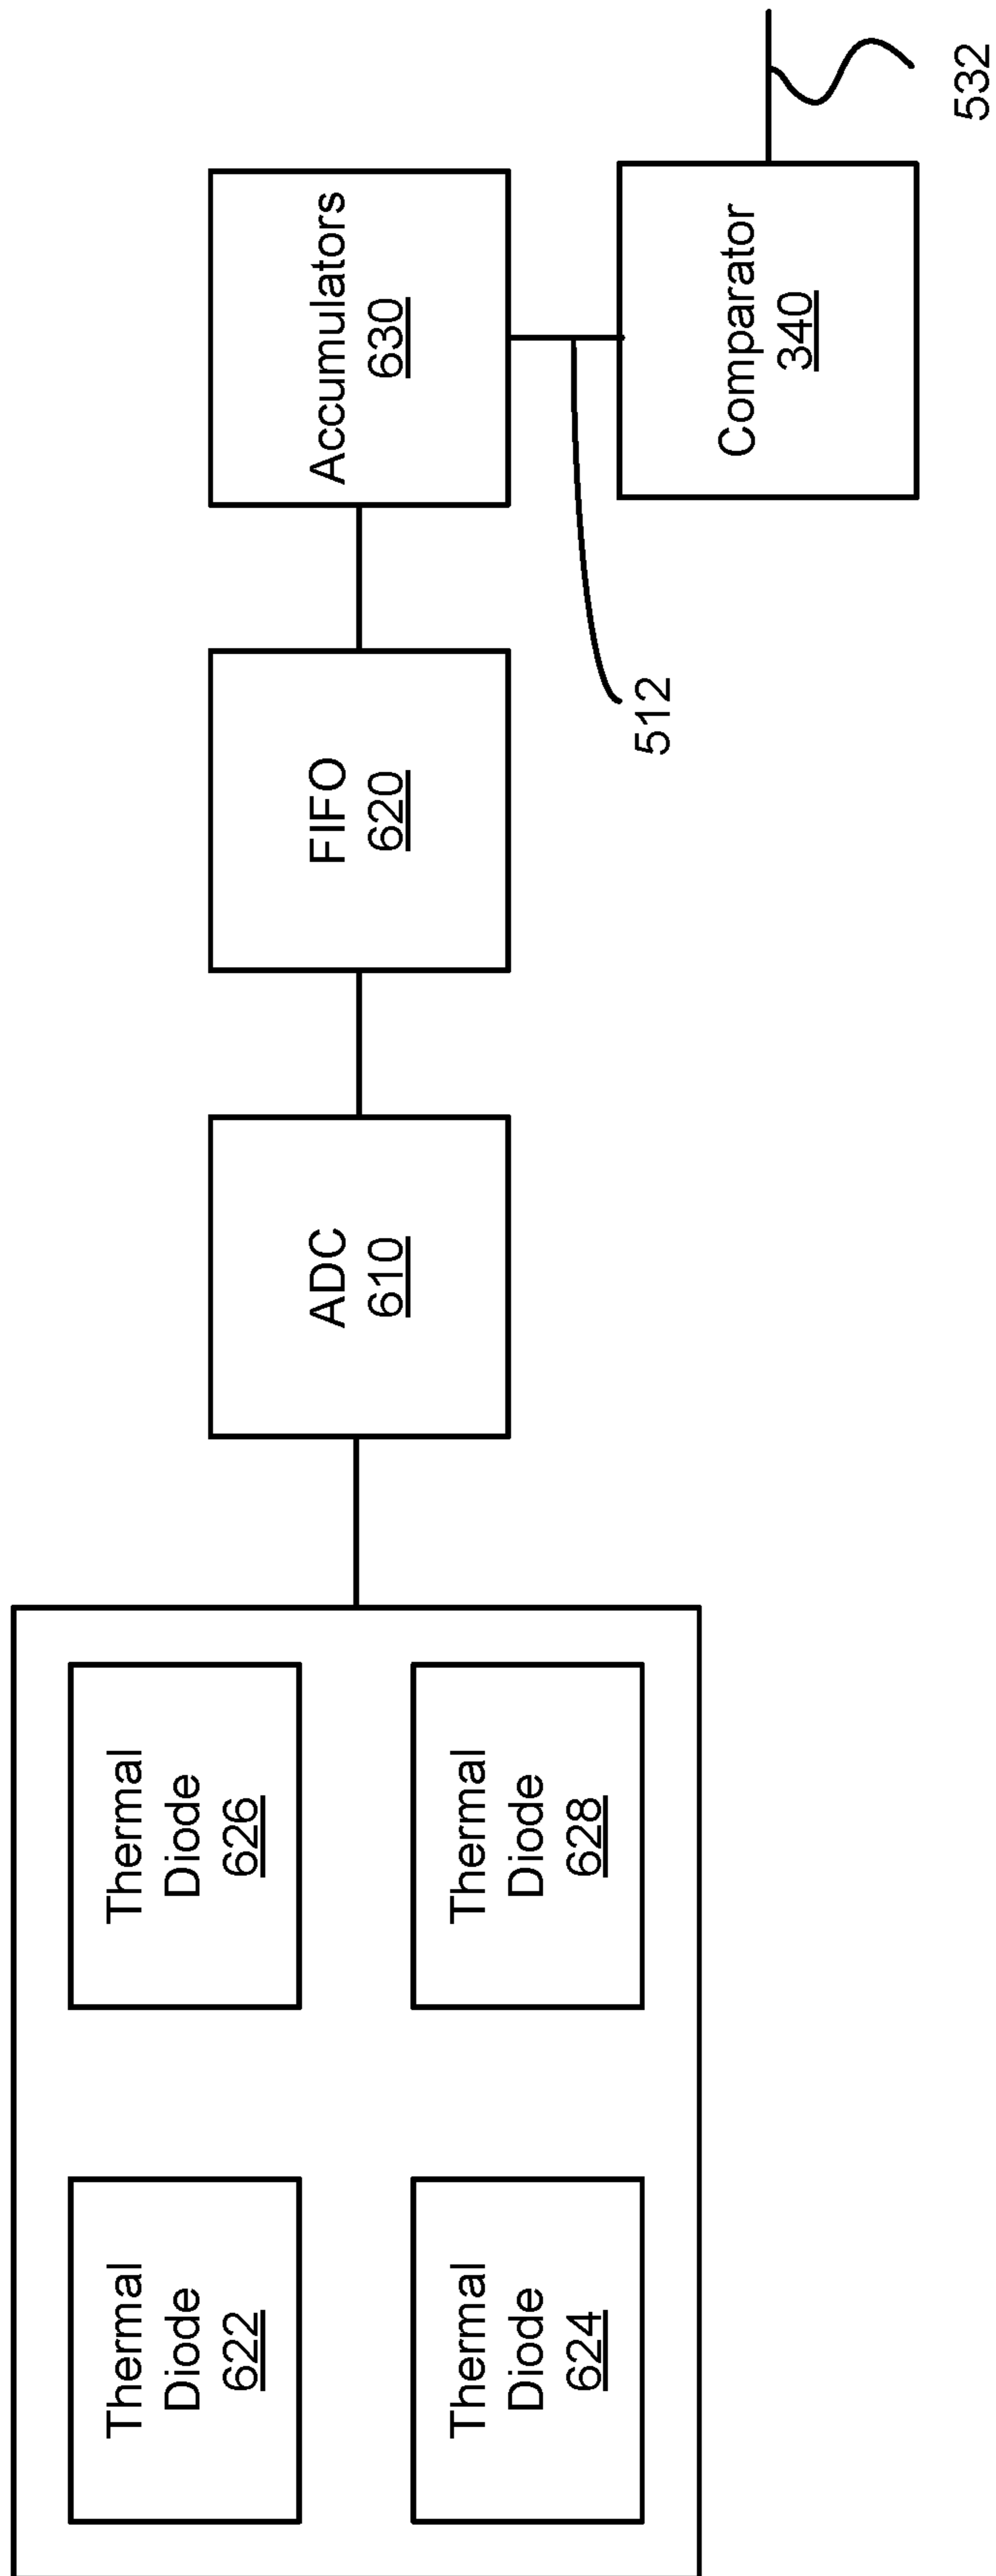 Thermal
Diode
622
Thermal
Diode
626
Thermal
Diode
624
Thermal
Diode
628
ADC
610
FIFO
620
Accumulators
630
512
Comparator
340
532